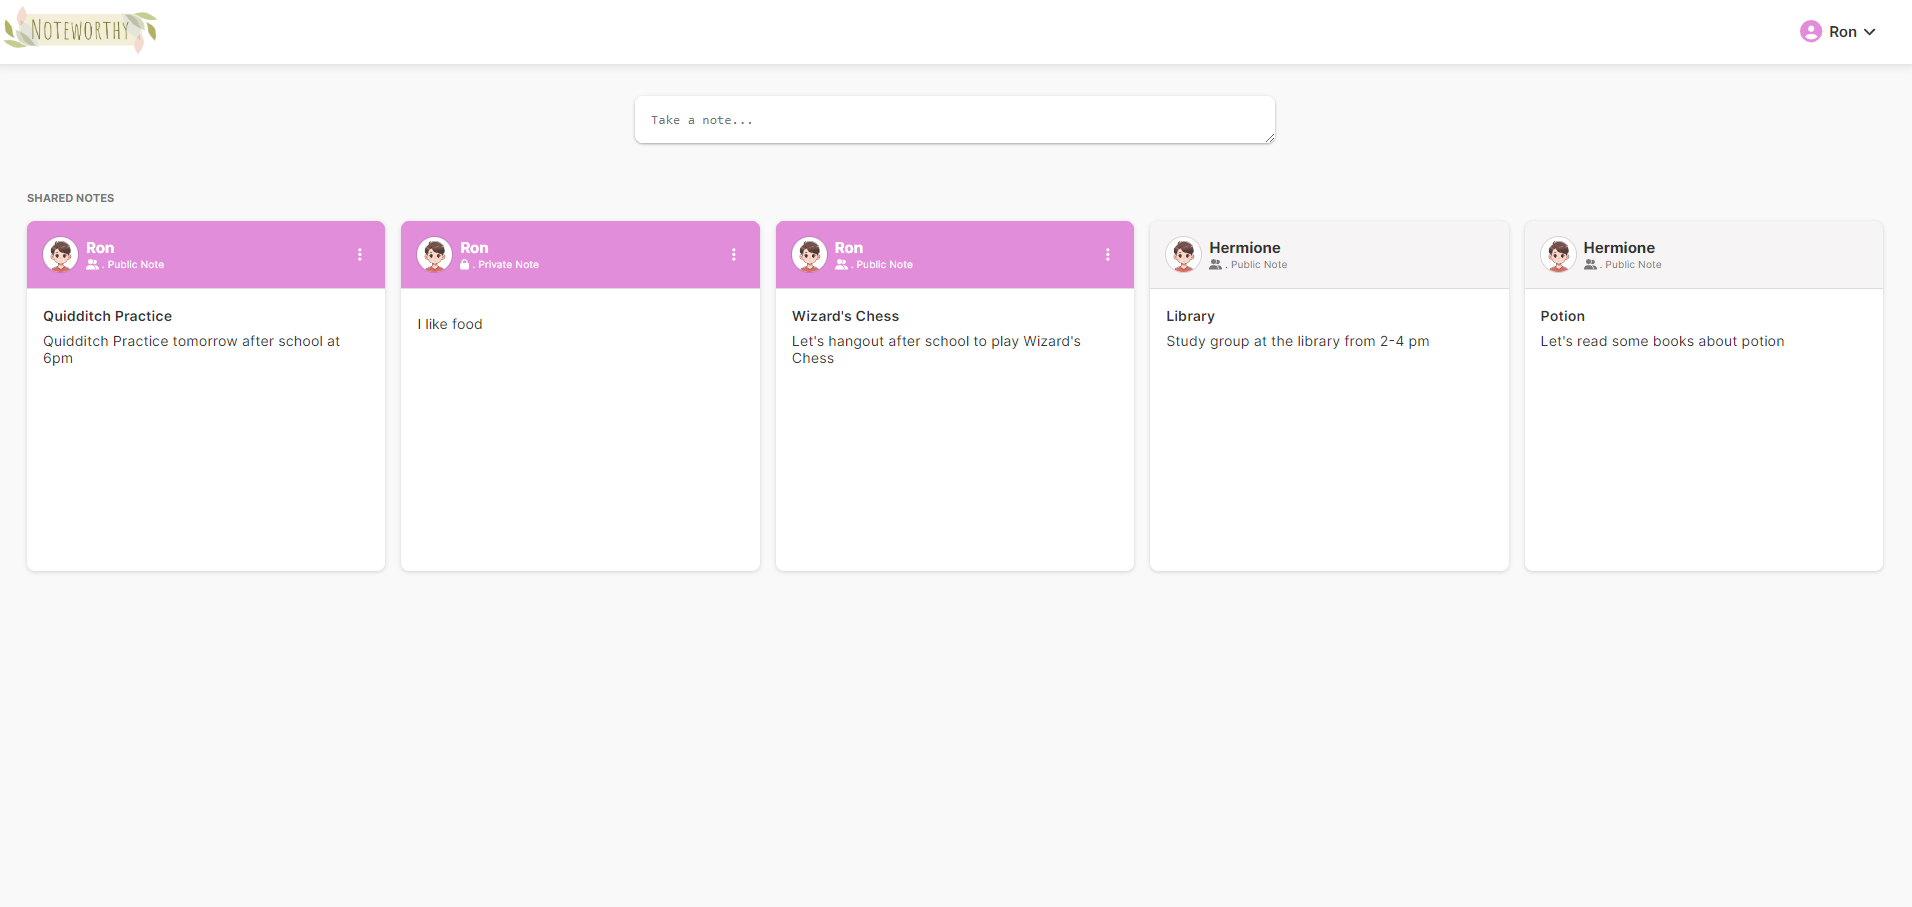 NOTEWORTHY
Ron
Take a note...
SHARED NOTES
Ron
. Public Note
Quidditch Practice
Quidditch Practice tomorrow after school at
6pm
Ron
. Private Note
I like food
Ron
. Public Note
Wizard's Chess
Let's hangout after school to play Wizard's
Chess
Hermione
. Public Note
Library
Study group at the library from 2-4 pm
Hermione
. Public Note
Potion
Let's read some books about potion